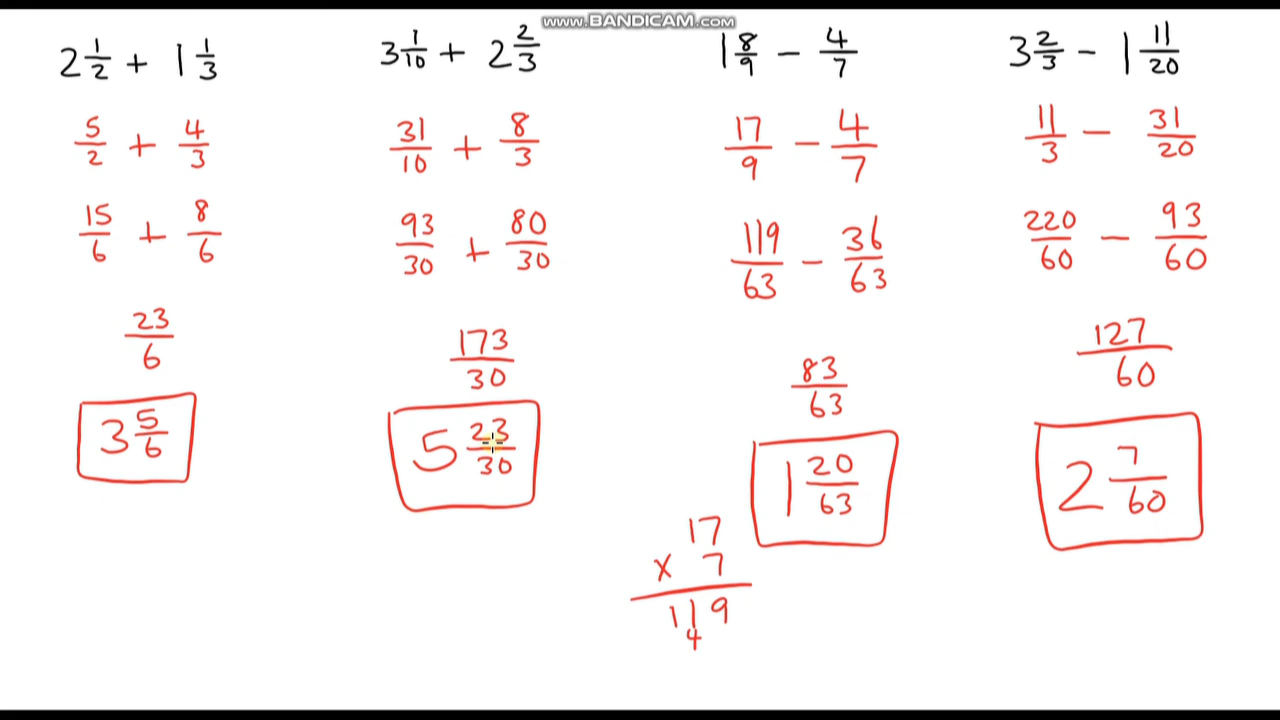 www.BANDICAM.com
2 1/2 + 1 1/3
5/2 + 4/3
15/6 + 8/6
23/6
3 5/6
3 1/10 + 2 2/3
31/10 + 8/3
93/30 + 80/30
173/30
5 23/30
1 8/9 − 4/7
17/9 − 4/7
119/63 − 36/63
83/63
1 20/63
17
x 7
119
4
3 2/3 − 1 11/20
11/3 − 31/20
220/60 − 93/60
127/60
2 7/60